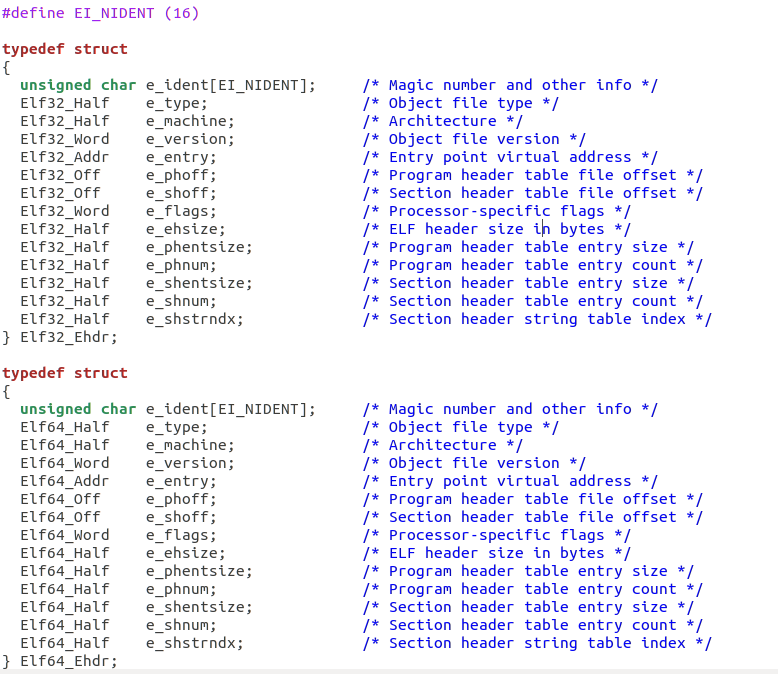 #define EI_NIDENT (16)

typedef struct
{
  unsigned char e_ident[EI_NIDENT];     /* Magic number and other info */
  Elf32_Half    e_type;                 /* Object file type */
  Elf32_Half    e_machine;              /* Architecture */
  Elf32_Word    e_version;              /* Object file version */
  Elf32_Addr    e_entry;                /* Entry point virtual address */
  Elf32_Off     e_phoff;                /* Program header table file offset */
  Elf32_Off     e_shoff;                /* Section header table file offset */
  Elf32_Word    e_flags;                /* Processor-specific flags */
  Elf32_Half    e_ehsize;               /* ELF header size in bytes */
  Elf32_Half    e_phentsize;            /* Program header table entry size */
  Elf32_Half    e_phnum;                /* Program header table entry count */
  Elf32_Half    e_shentsize;            /* Section header table entry size */
  Elf32_Half    e_shnum;                /* Section header table entry count */
  Elf32_Half    e_shstrndx;             /* Section header string table index */
} Elf32_Ehdr;

typedef struct
{
  unsigned char e_ident[EI_NIDENT];     /* Magic number and other info */
  Elf64_Half    e_type;                 /* Object file type */
  Elf64_Half    e_machine;              /* Architecture */
  Elf64_Word    e_version;              /* Object file version */
  Elf64_Addr    e_entry;                /* Entry point virtual address */
  Elf64_Off     e_phoff;                /* Program header table file offset */
  Elf64_Off     e_shoff;                /* Section header table file offset */
  Elf64_Word    e_flags;                /* Processor-specific flags */
  Elf64_Half    e_ehsize;               /* ELF header size in bytes */
  Elf64_Half    e_phentsize;            /* Program header table entry size */
  Elf64_Half    e_phnum;                /* Program header table entry count */
  Elf64_Half    e_shentsize;            /* Section header table entry size */
  Elf64_Half    e_shnum;                /* Section header table entry count */
  Elf64_Half    e_shstrndx;             /* Section header string table index */
} Elf64_Ehdr;